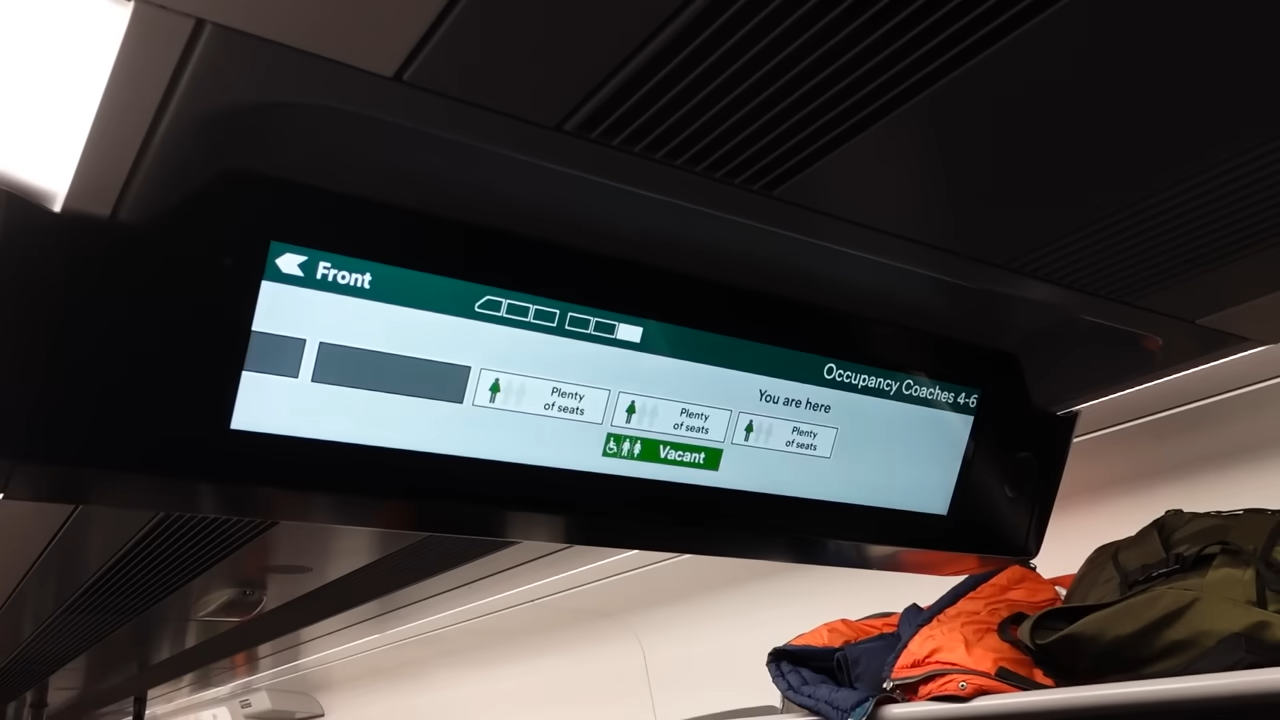 Front
Occupancy Coaches 4-6
You are here
Plenty
of seats
Plenty
of seats
Plenty
of seats
Vacant